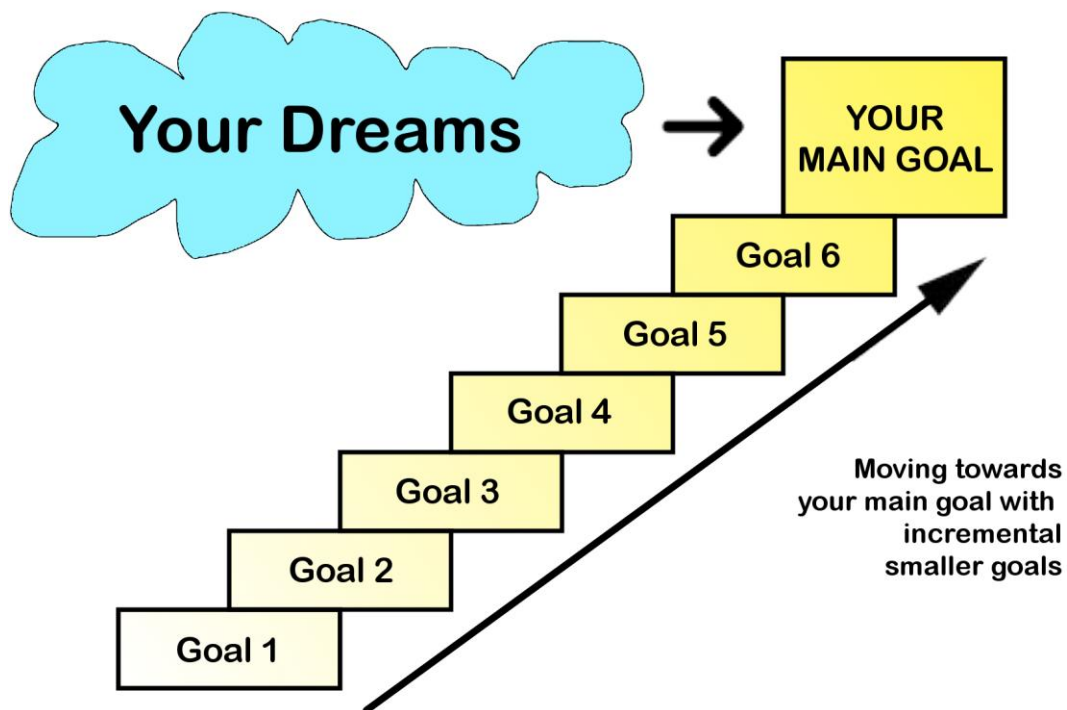 Your Dreams
YOUR
MAIN GOAL
Goal 6
Goal 5
Goal 4
Goal 3
Goal 2
Goal 1
Moving towards
your main goal with
incremental
smaller goals